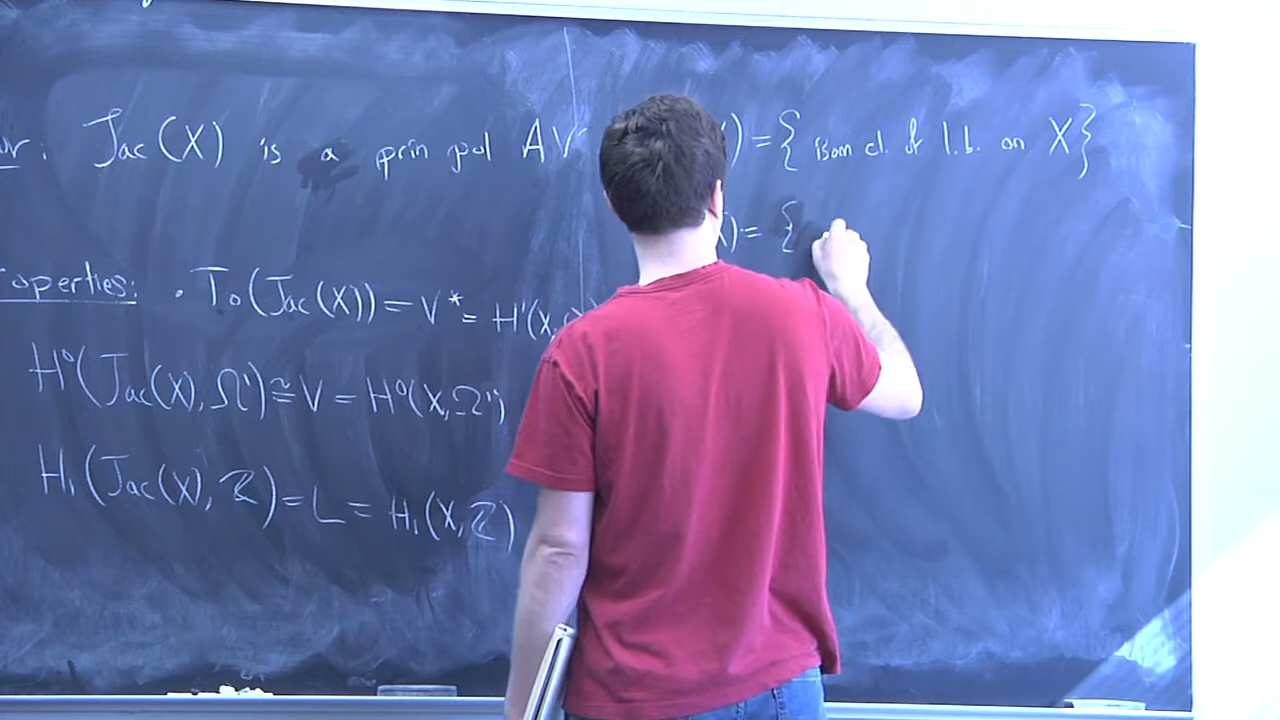 Jac(X) is a prin pol AV
operties: · T₀(Jac(X)) = V* = H¹(X,
H⁰(Jac(X), Ω¹) ≅ V = H⁰(X, Ω¹)
H₁(Jac(X), ℤ) = L = H₁(X, ℤ)
) = { isom cl. of l.b. on X }
) = {